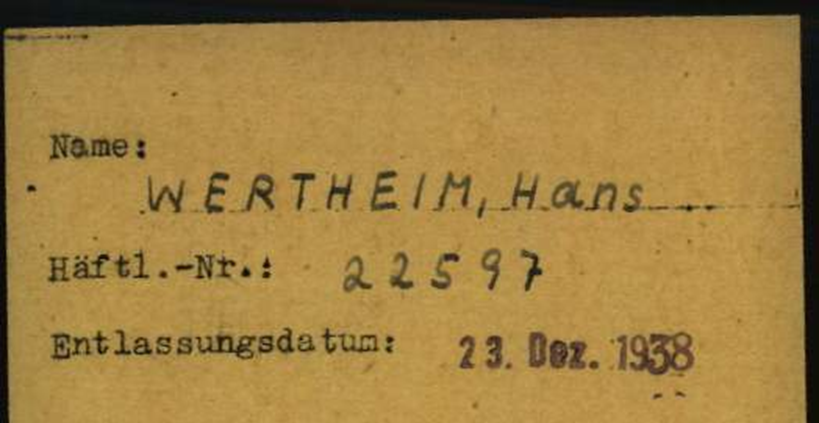 Name:
WERTHEIM, Hans
Häftl.-Nr.: 22597
Entlassungsdatum: 23. Dez. 1938